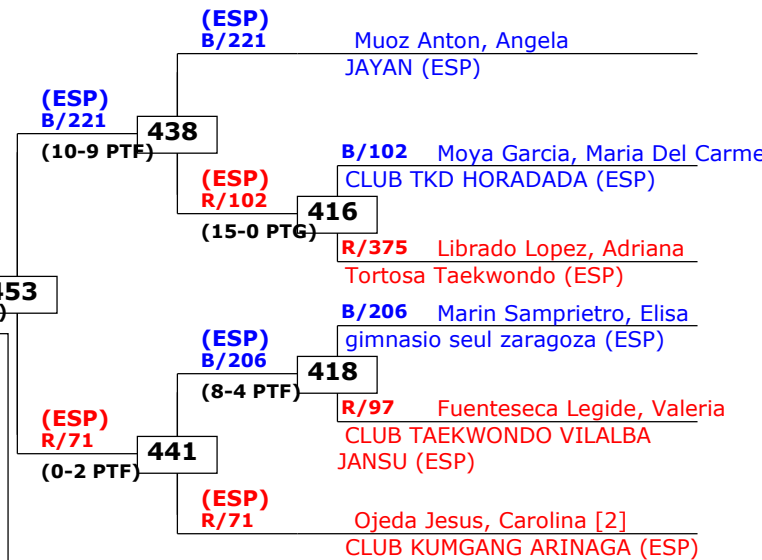 (ESP)
B/221
Muoz Anton, Angela
JAYAN (ESP)
(ESP)
B/221
438
(10-9 PTF)
B/102 Moya Garcia, Maria Del Carme
CLUB TKD HORADADA (ESP)
(ESP)
R/102
416
(15-0 PTG)
R/375 Librado Lopez, Adriana
Tortosa Taekwondo (ESP)
453
B/206 Marin Samprietro, Elisa
gimnasio seul zaragoza (ESP)
(ESP)
B/206
418
(8-4 PTF)
R/97 Fuenteseca Legide, Valeria
CLUB TAEKWONDO VILALBA
JANSU (ESP)
(ESP)
R/71
441
(0-2 PTF)
(ESP)
R/71
Ojeda Jesus, Carolina [2]
CLUB KUMGANG ARINAGA (ESP)